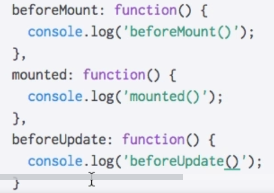 beforeMount: function() {
  console.log('beforeMount()');
},
mounted: function() {
  console.log('mounted()');
},
beforeUpdate: function() {
  console.log('beforeUpdate()');
}